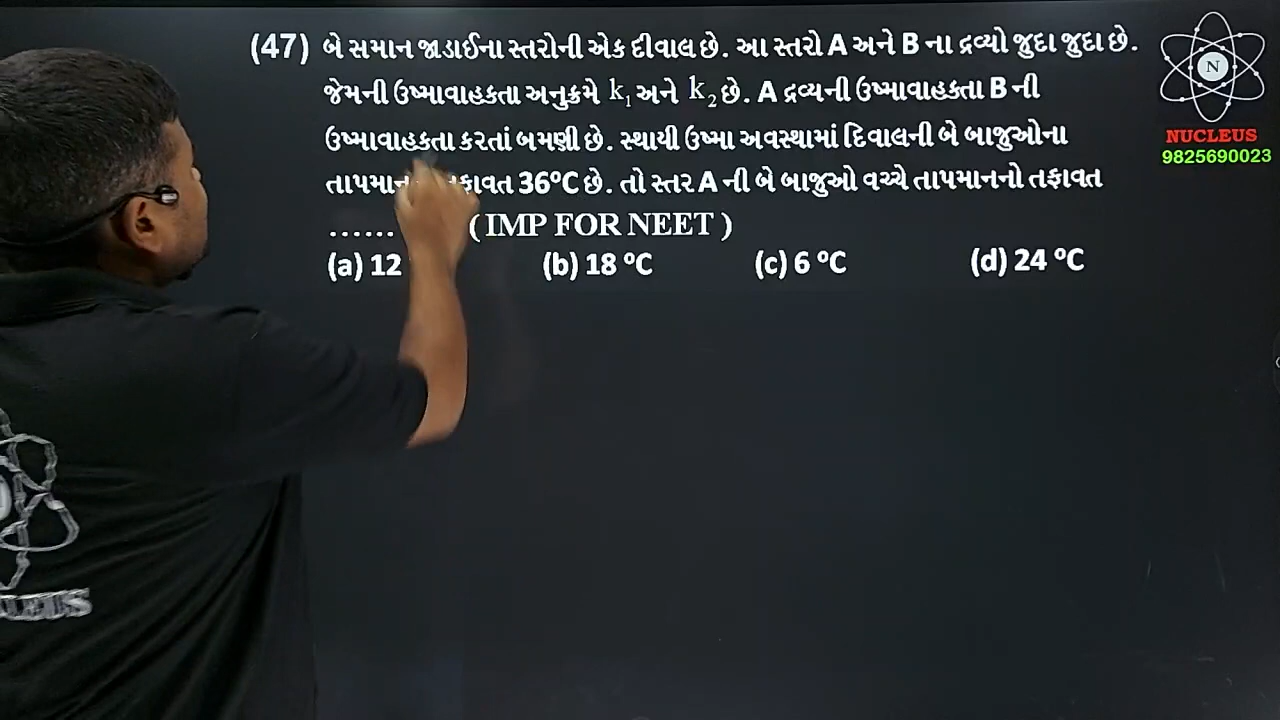 (47) બે સમાન જાડાઈના સ્તરોની એક દીવાલ છે. આ સ્તરો A અને B ના દ્રવ્યો જુદા જુદા છે.
જેમની ઉષ્માવાહકતા અનુક્રમે k₁ અને k₂ છે. A દ્રવ્યની ઉષ્માવાહકતા B ની
ઉષ્માવાહકતા કરતાં બમણી છે. સ્થાયી ઉષ્મા અવસ્થામાં દિવાલની બે બાજુઓના
તાપમાન 36°C છે. તો સ્તર A ની બે બાજુઓ વચ્ચે તાપમાનનો તફાવત
...... ( IMP FOR NEET )
(a) 12 (b) 18 °C (c) 6 °C (d) 24 °C
N
NUCLEUS
9825690023